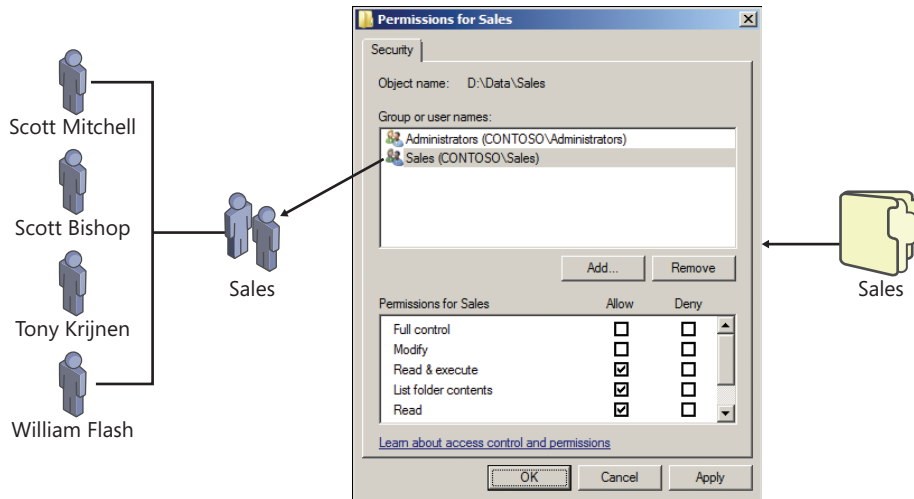 Scott Mitchell
Scott Bishop
Tony Krijnen
William Flash
Sales
Permissions for Sales
Security
Object name: D:\Data\Sales
Group or user names:
Administrators (CONTOSO\Administrators)
Sales (CONTOSO\Sales)
Add... Remove
Permissions for Sales Allow Deny
Full control
Modify
Read & execute
List folder contents
Read
Learn about access control and permissions
OK Cancel Apply
Sales